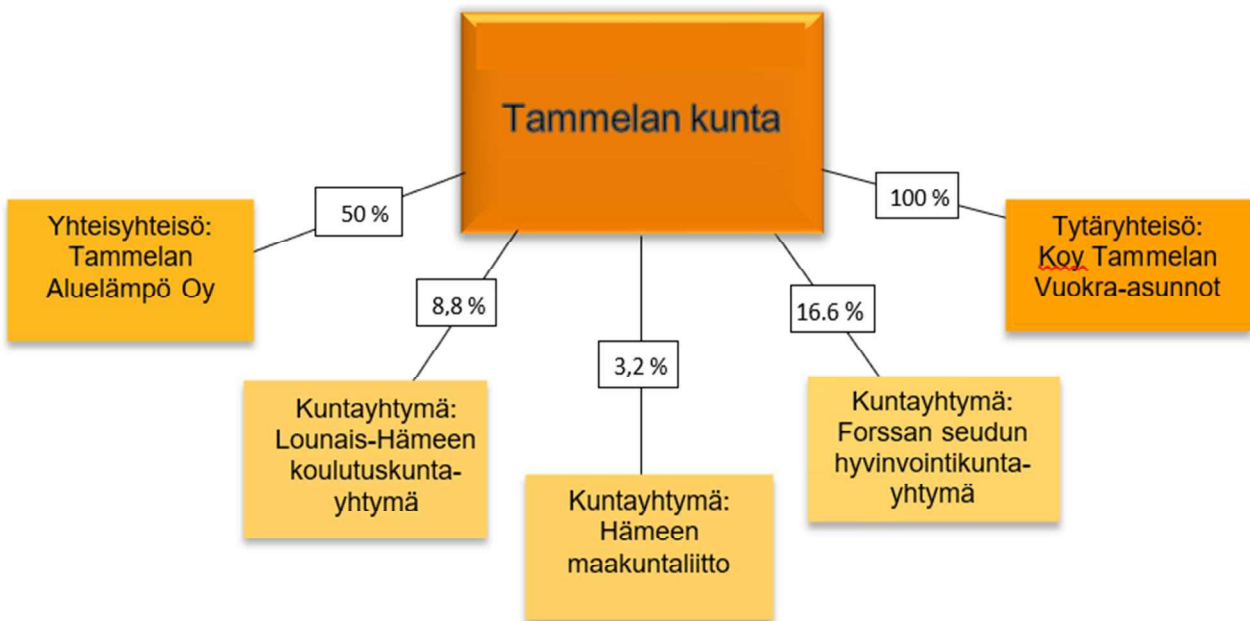 Tammelan kunta
50 %
8,8 %
3,2 %
16.6 %
100 %
Yhteisyhteisö:
Tammelan
Aluelämpö Oy
Kuntayhtymä:
Lounais-Hämeen
koulutuskunta-
yhtymä
Kuntayhtymä:
Hämeen
maakuntaliitto
Kuntayhtymä:
Forssan seudun
hyvinvointikunta-
yhtymä
Tytäryhteisö:
Koy Tammelan
Vuokra-asunnot